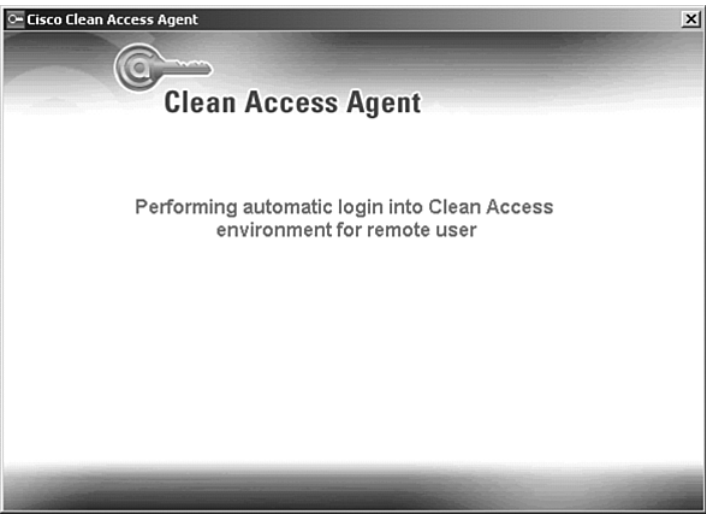 Cisco Clean Access Agent
Clean Access Agent
Performing automatic login into Clean Access
environment for remote user